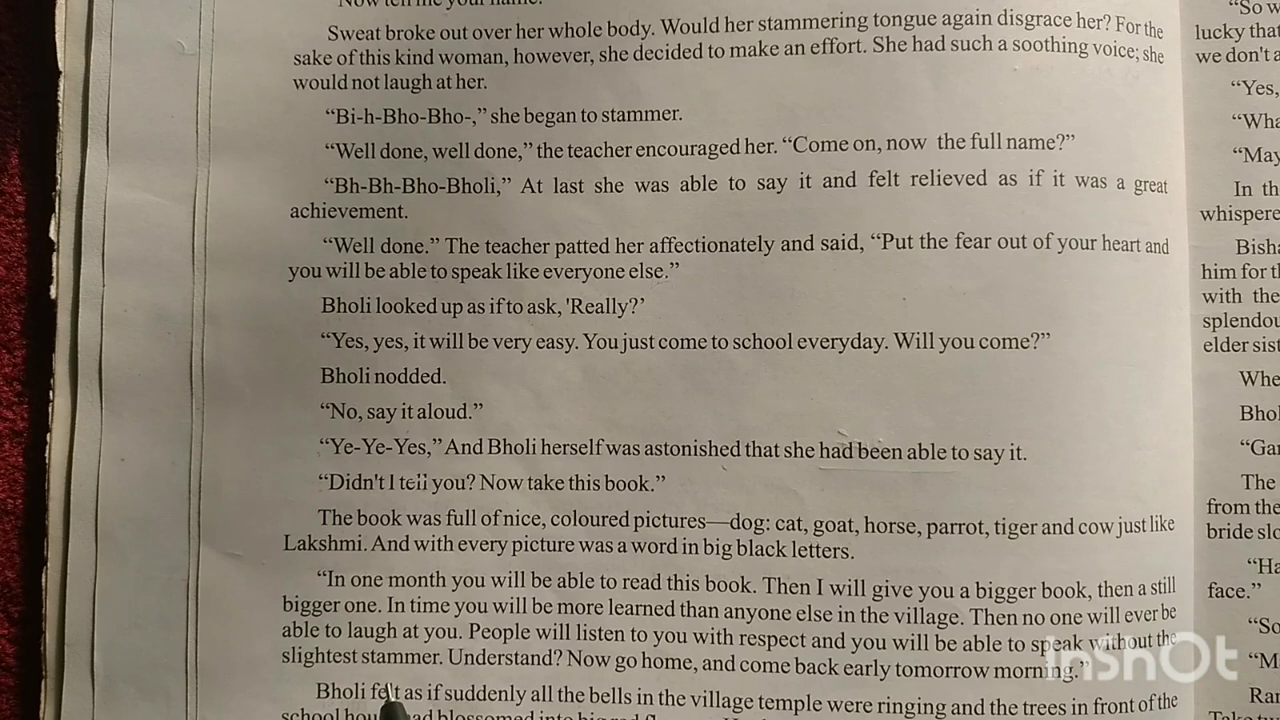 "Now tell me your name."
Sweat broke out over her whole body. Would her stammering tongue again disgrace her? For the
sake of this kind woman, however, she decided to make an effort. She had such a soothing voice; she
would not laugh at her.
"Bi-h-Bho-Bho-," she began to stammer.
"Well done, well done," the teacher encouraged her. "Come on, now the full name?"
"Bh-Bh-Bho-Bholi," At last she was able to say it and felt relieved as if it was a great
achievement.
"Well done." The teacher patted her affectionately and said, "Put the fear out of your heart and
you will be able to speak like everyone else."
Bholi looked up as if to ask, 'Really?'
"Yes, yes, it will be very easy. You just come to school everyday. Will you come?"
Bholi nodded.
"No, say it aloud."
"Ye-Ye-Yes," And Bholi herself was astonished that she had been able to say it.
"Didn't I tell you? Now take this book."
The book was full of nice, coloured pictures—dog: cat, goat, horse, parrot, tiger and cow just like
Lakshmi. And with every picture was a word in big black letters.
"In one month you will be able to read this book. Then I will give you a bigger book, then a still
bigger one. In time you will be more learned than anyone else in the village. Then no one will ever be
able to laugh at you. People will listen to you with respect and you will be able to speak without the
slightest stammer. Understand? Now go home, and come back early tomorrow morning."
Bholi felt as if suddenly all the bells in the village temple were ringing and the trees in front of the
"So w
lucky that
we don't a
"Yes,
"Wha
"May
In th
whispere
Bisha
him for th
with the
splendou
elder sist
Whe
Bhol
"Gar
The
from the
bride slo
"Ha
face."
"So
"M
Ran
InShOt